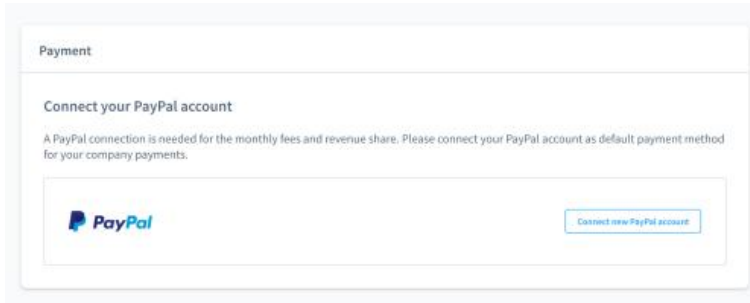 Payment
Connect your PayPal account
A PayPal connection is needed for the monthly fees and revenue share. Please connect your PayPal account as default payment method
for your company payments.
PayPal
Connect new PayPal account